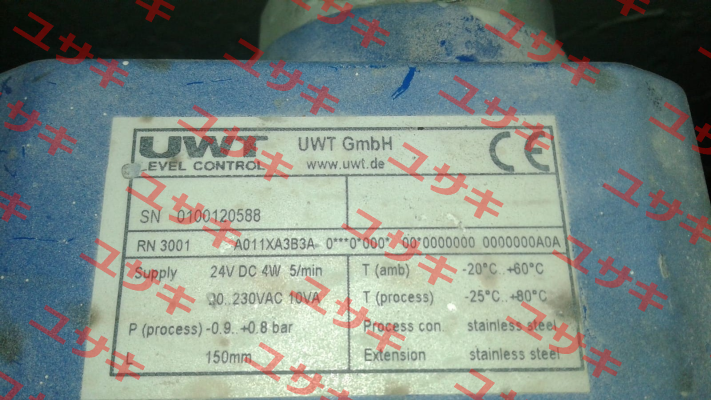 UWT
LEVEL CONTROL
UWT GmbH
www.uwt.de
CE
SN 0100120588
RN 3001 A011XA3B3A 0***0*000* 00*0000000 0000000A0A
Supply 24V DC 4W 5/min
230VAC 10VA
P (process) -0.9.. +0.8 bar
L 150mm
T (amb) -20°C..+60°C
T (process) -25°C..+80°C
Process con. stainless steel
Extension stainless steel
ユサキ